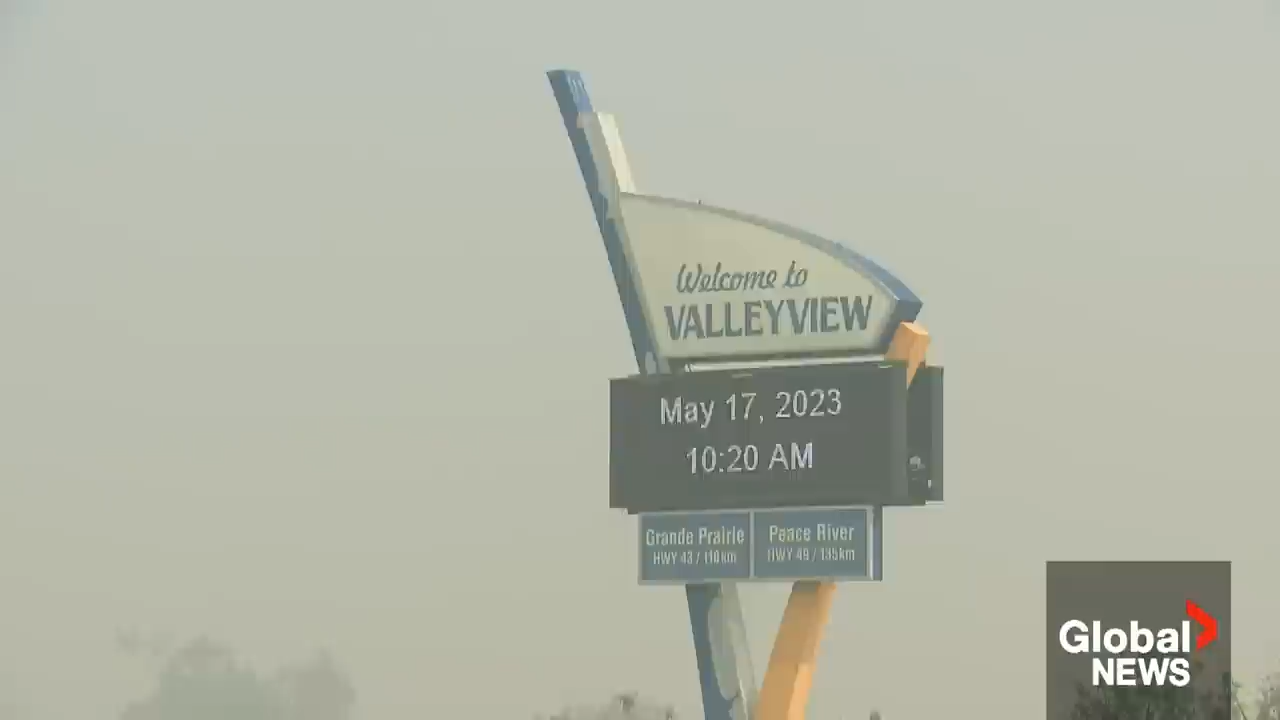 Welcome to
VALLEYVIEW
May 17, 2023
10:20 AM
Grande Prairie
HWY 43 / 110km
Peace River
HWY 49 / 135km
Global
NEWS